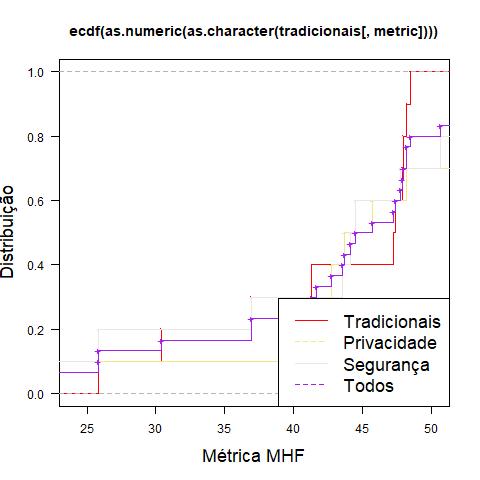 ecdf(as.numeric(as.character(tradicionais[, metric])))
Distribuição
1.0
0.8
0.6
0.4
0.2
0.0
Tradicionais
Privacidade
Segurança
Todos
25 30 35 40 45 50
Métrica MHF